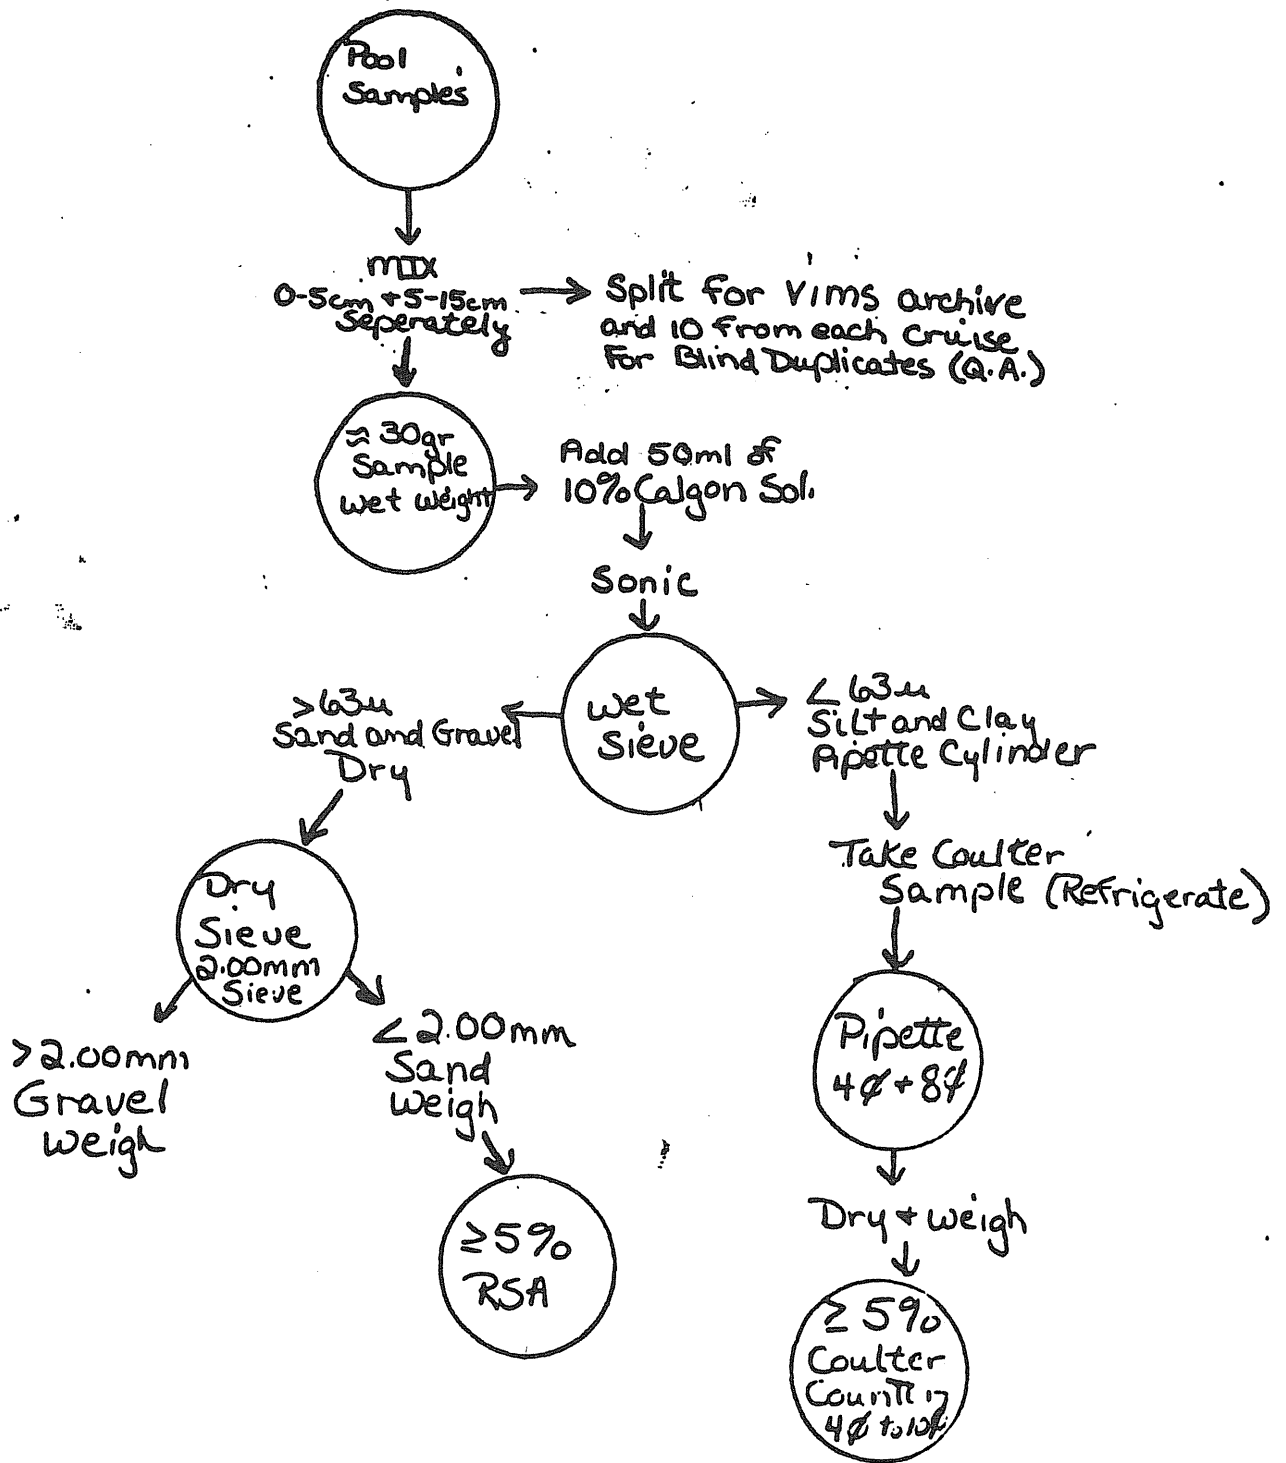 Pool
Samples
MIX
0-5cm + 5-15cm
Seperately
Split for Vims archive
and 10 from each cruise
For Blind Duplicates (Q.A.)
≈ 30gr
Sample
wet weight
Add 50ml of
10% Calgon Sol.
Sonic
wet
Sieve
>63u
Sand and Gravel
Dry
< 63u
Silt and Clay
Pipette Cylinder
Take Coulter
Sample (Refrigerate)
Dry
Sieve
2.00mm
Sieve
>2.00mm
Gravel
Weigh
<2.00mm
Sand
Weigh
≥5%
RSA
Pipette
4ø + 8ø
Dry + weigh
≥ 5%
Coulter
Counting
4ø to 10ø